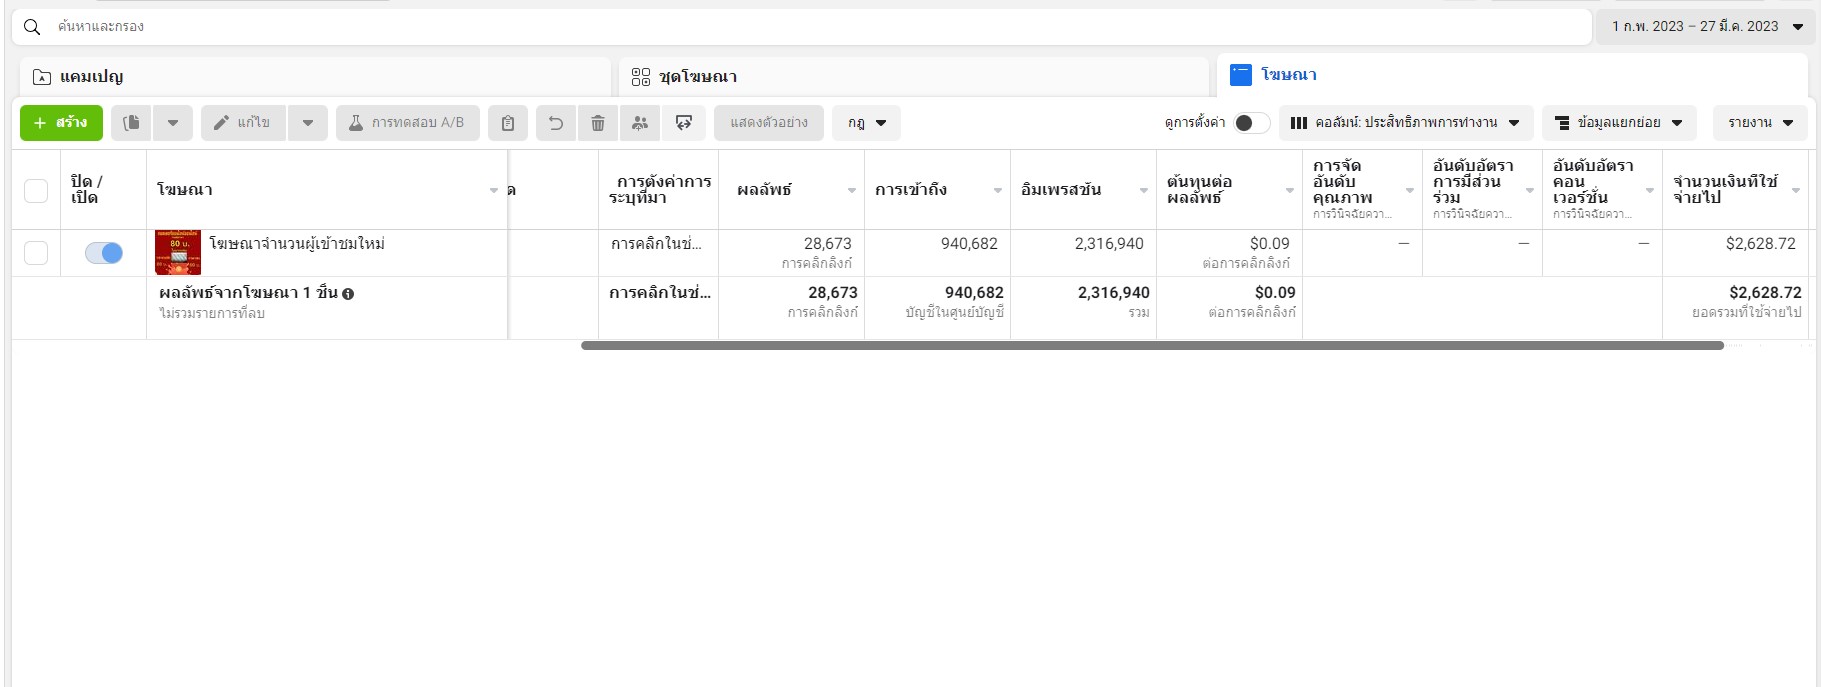 ค้นหาและกรอง
1 ก.พ. 2023 – 27 มี.ค. 2023
แคมเปญ
ชุดโฆษณา
โฆษณา
+ สร้าง
แก้ไข
การทดสอบ A/B
แสดงตัวอย่าง
กฎ
ดูการตั้งค่า
คอลัมน์: ประสิทธิภาพการทำงาน
ข้อมูลแยกย่อย
รายงาน
ปิด /
เปิด
โฆษณา
การตั้งค่าการ
ระบุที่มา
ผลลัพธ์
การเข้าถึง
อิมเพรสชัน
ต้นทุนต่อ
ผลลัพธ์
การจัด
อันดับ
คุณภาพ
การวินิจฉัยควา...
อันดับอัตรา
การมีส่วน
ร่วม
การวินิจฉัยควา...
อันดับอัตรา
คอน
เวอร์ชั่น
การวินิจฉัยควา...
จำนวนเงินที่ใช้
จ่ายไป
80 บ.
โฆษณาจำนวนผู้เข้าชมใหม่
การคลิกในช่...
28,673
การคลิกลิงก์
940,682
2,316,940
$0.09
ต่อการคลิกลิงก์
—
—
—
$2,628.72
ผลลัพธ์จากโฆษณา 1 ชิ้น
ไม่รวมรายการที่ลบ
การคลิกในช่...
28,673
การคลิกลิงก์
940,682
บัญชีในศูนย์บัญชี
2,316,940
รวม
$0.09
ต่อการคลิกลิงก์
$2,628.72
ยอดรวมที่ใช้จ่ายไป